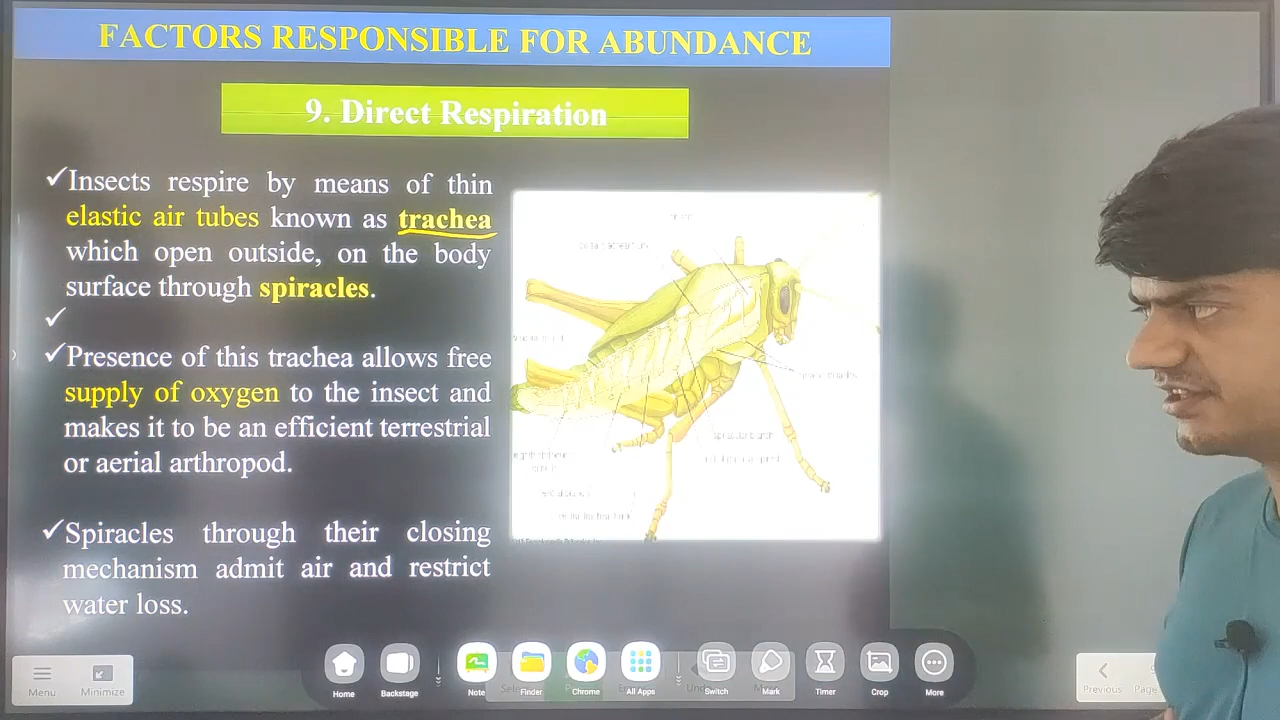 FACTORS RESPONSIBLE FOR ABUNDANCE
9. Direct Respiration
✓Insects respire by means of thin
elastic air tubes known as trachea
which open outside, on the body
surface through spiracles.
✓
✓Presence of this trachea allows free
supply of oxygen to the insect and
makes it to be an efficient terrestrial
or aerial arthropod.
✓Spiracles through their closing
mechanism admit air and restrict
water loss.
Menu
Minimize
Home
Backstage
Note
Finder
Chrome
All Apps
Switch
Mark
Timer
Crop
More
Previous
Page